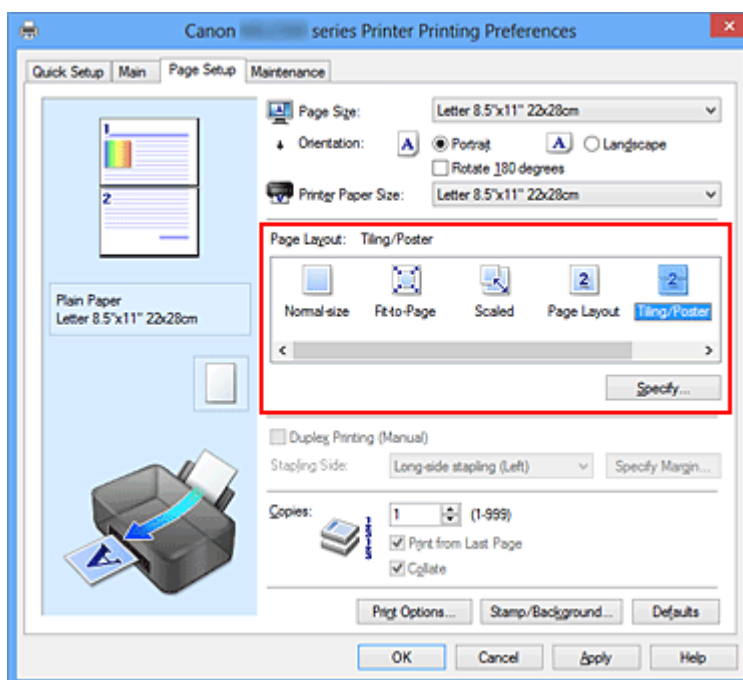 Canon series Printer Printing Preferences
Quick Setup Main Page Setup Maintenance
Page Size: Letter 8.5"x11" 22x28cm
Orientation: A Portrait A Landscape
Rotate 180 degrees
Printer Paper Size: Letter 8.5"x11" 22x28cm
1
2
Plain Paper
Letter 8.5"x11" 22x28cm
Page Layout: Tiling/Poster
2 2
Normal-size Fit-to-Page Scaled Page Layout Tiling/Poster
Specify...
Duplex Printing (Manual)
Stapling Side: Long-side stapling (Left) Specify Margin...
Copies: 1 (1-999)
Print from Last Page
Collate
A
Print Options... Stamp/Background... Defaults
OK Cancel Apply Help